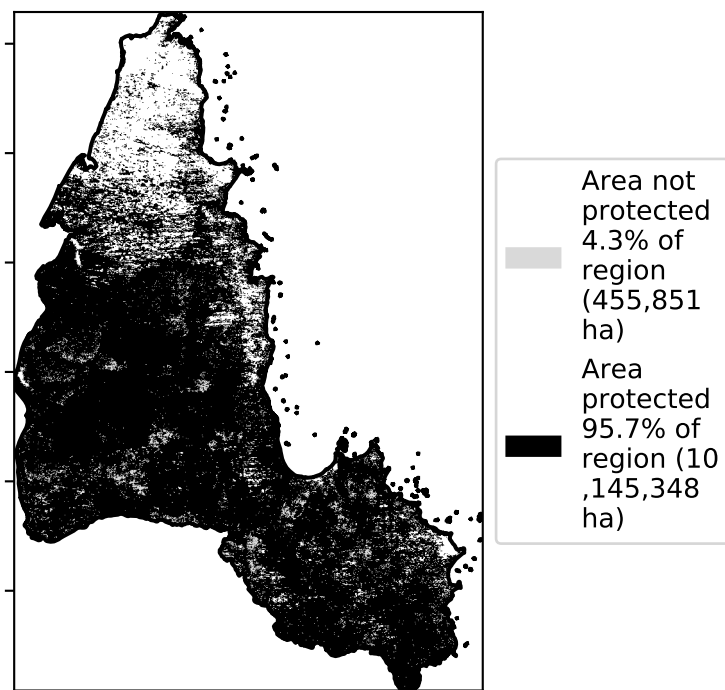 Area not
protected
4.3% of
region
(455,851
ha)
Area
protected
95.7% of
region (10
,145,348
ha)